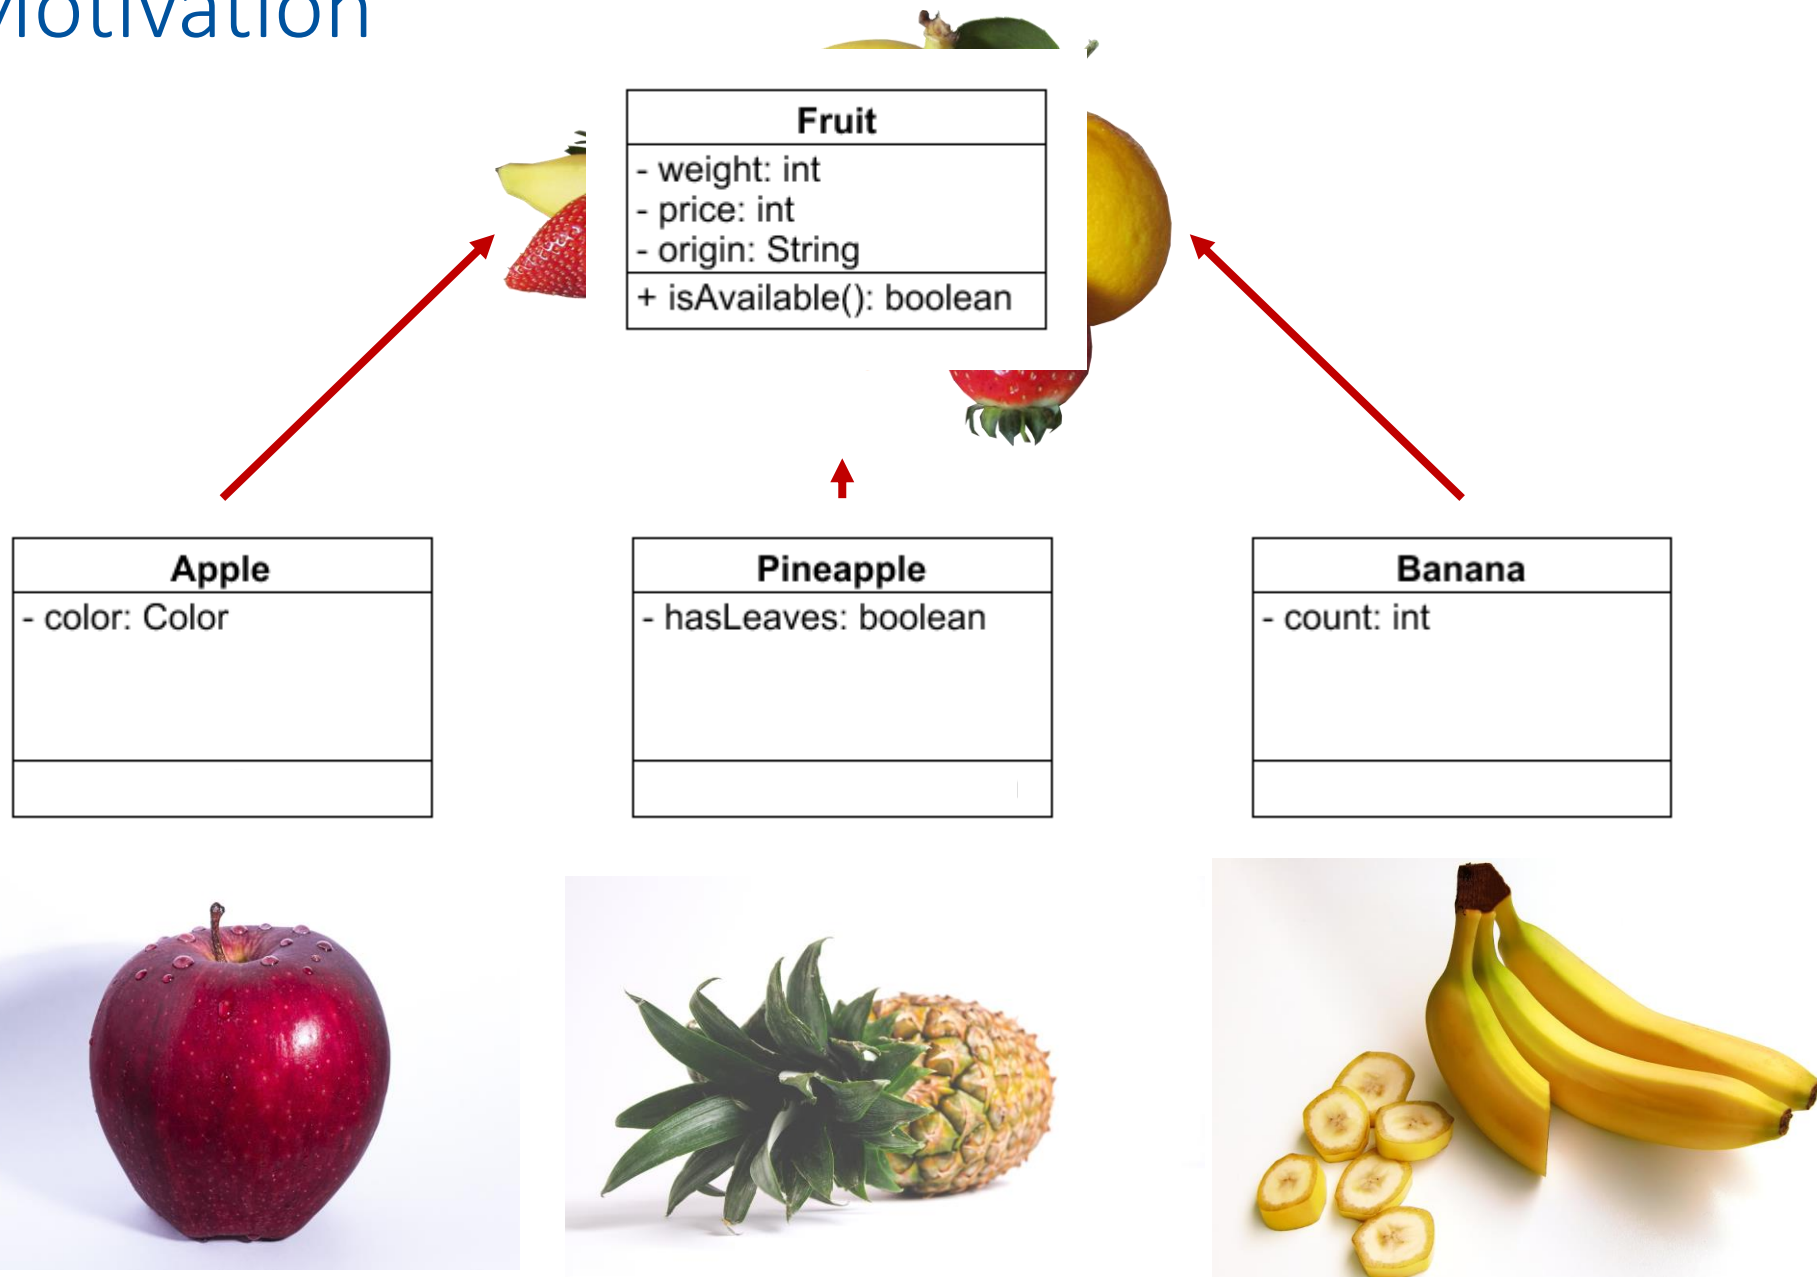 Motivation
Fruit
- weight: int
- price: int
- origin: String
+ isAvailable(): boolean
Apple
- color: Color
Pineapple
- hasLeaves: boolean
Banana
- count: int